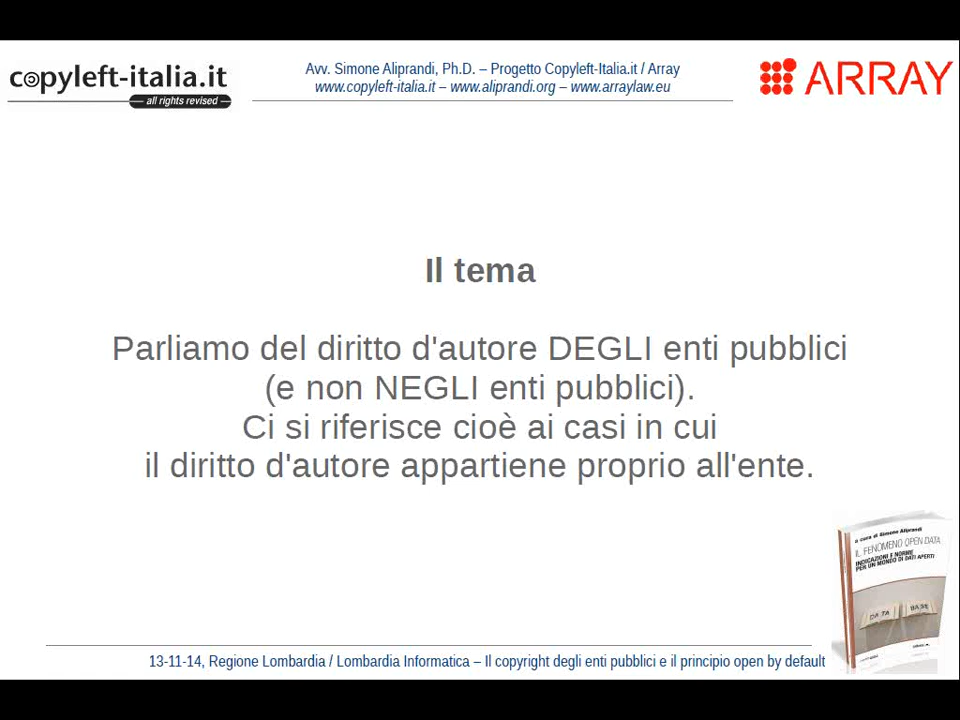 copyleft-italia.it
all rights revised
Avv. Simone Aliprandi, Ph.D. – Progetto Copyleft-Italia.it / Array
www.copyleft-italia.it – www.aliprandi.org – www.arraylaw.eu
ARRAY
Il tema
Parliamo del diritto d'autore DEGLI enti pubblici
(e non NEGLI enti pubblici).
Ci si riferisce cioè ai casi in cui
il diritto d'autore appartiene proprio all'ente.
a cura di Simone Aliprandi
IL FENOMENO OPEN DATA
INDICAZIONI E NORME
PER UN MONDO DI DATI APERTI
13-11-14, Regione Lombardia / Lombardia Informatica – Il copyright degli enti pubblici e il principio open by default